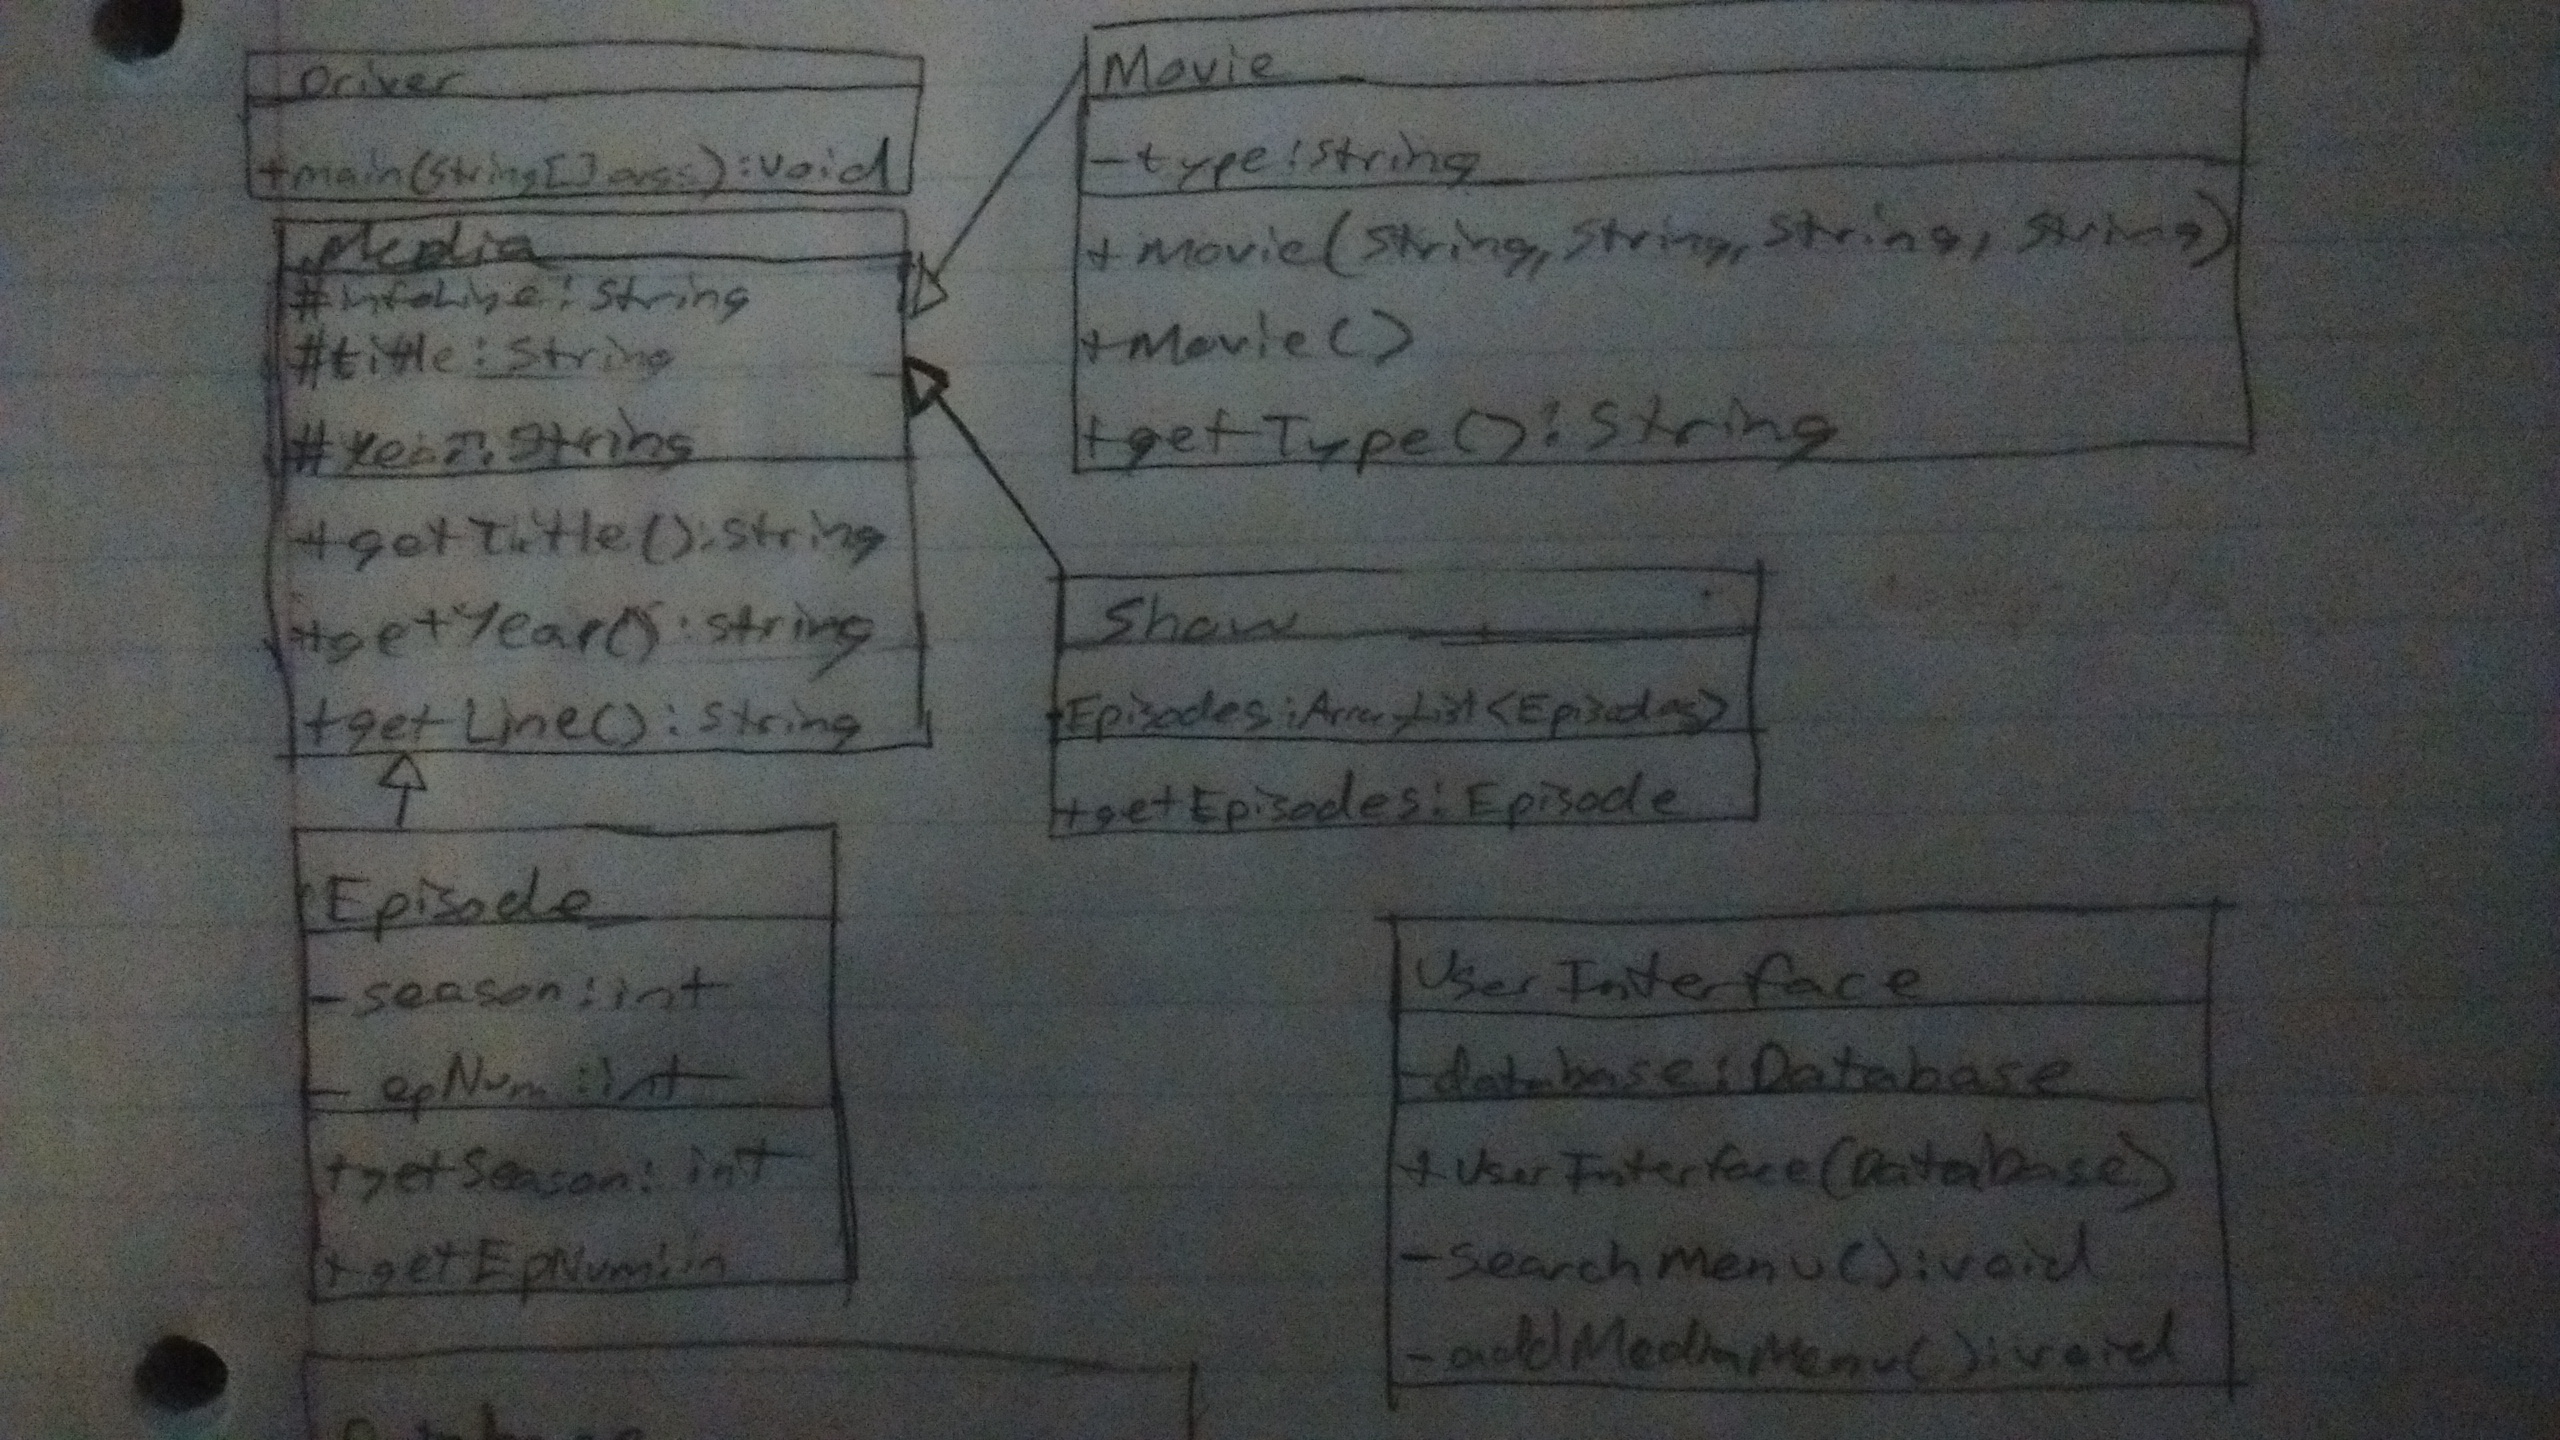 Driver
+main(String[] args):void
Media
#infoLine:String
#title:String
#Year:String
+getTitle():String
+getYear():String
+getLine():String
Movie
-type:String
+Movie(String,String,String,String)
+Movie()
+getType():String
Show
Episodes:ArrayList<Episodes>
+getEpisodes:Episode
Episode
-season:int
-epNum:int
+getSeason:int
+getEpNum:in
UserInterface
-database:Database
+UserInterface(Database)
-searchMenu():void
-addMediaMenu():void
Database